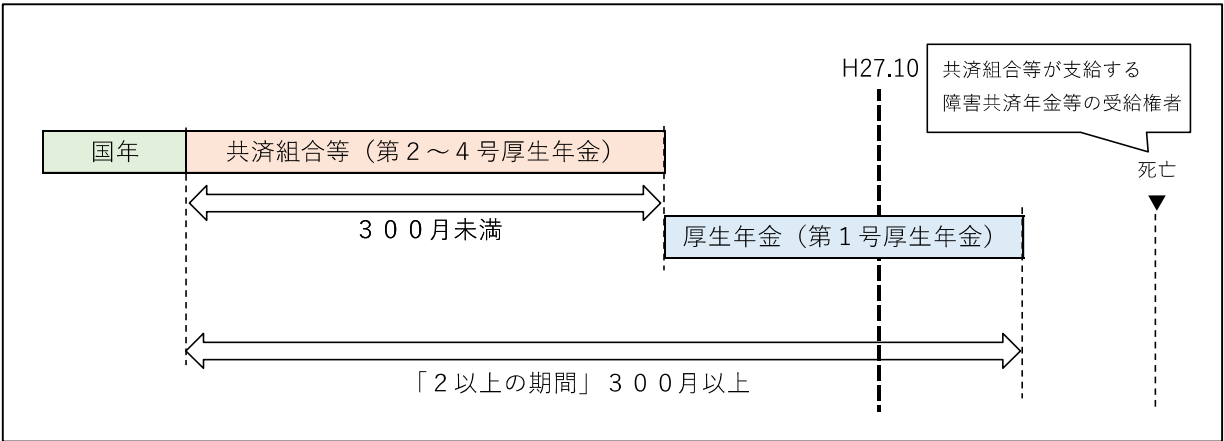 H27.10
共済組合等が支給する
障害共済年金等の受給権者
国年
共済組合等(第2~4号厚生年金)
死亡
300月未満
厚生年金(第1号厚生年金)
「2以上の期間」300月以上